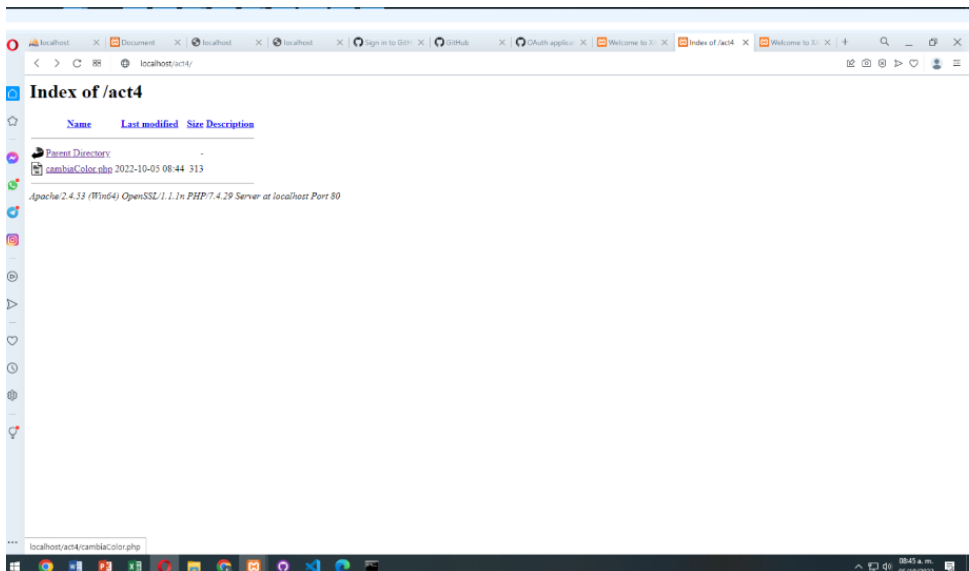 localhost Document localhost localhost Sign in to Gith GitHub OAuth applica Welcome to X Index of /act4 Welcome to X
localhost/act4/
Index of /act4
Name Last modified Size Description
Parent Directory -
cambiaColor.php 2022-10-05 08:44 313
Apache/2.4.53 (Win64) OpenSSL/1.1.1n PHP/7.4.29 Server at localhost Port 80
localhost/act4/cambiaColor.php
08:45 a. m.